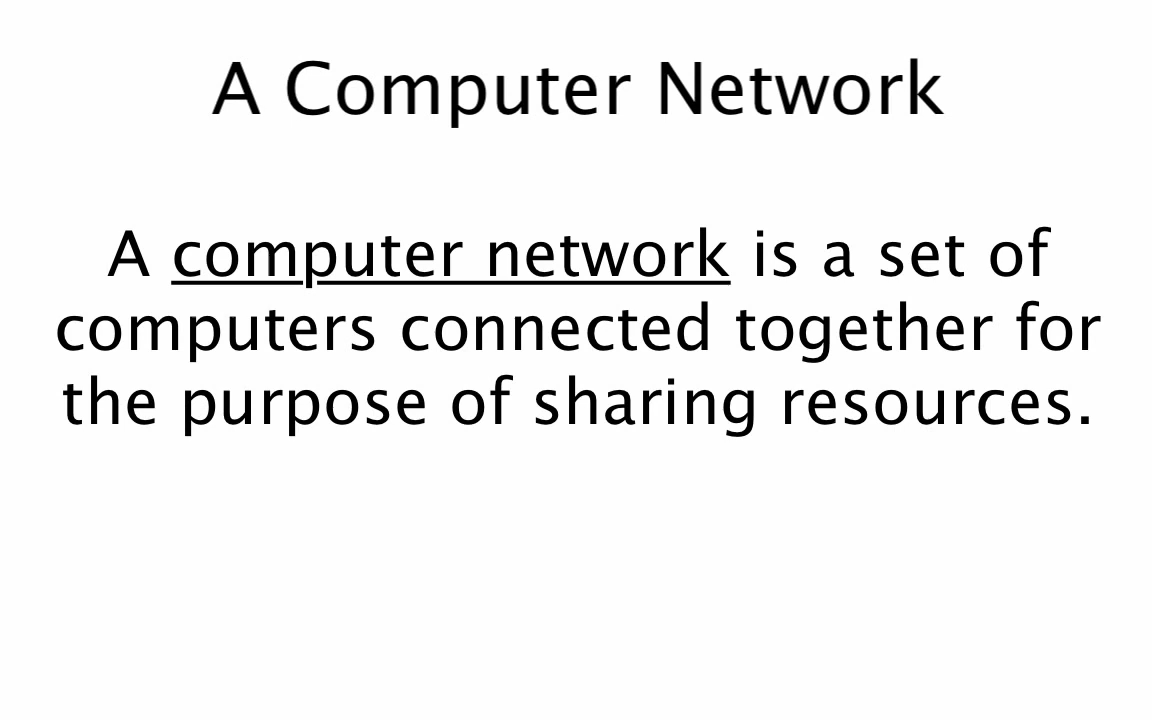 A Computer Network
A computer network is a set of
computers connected together for
the purpose of sharing resources.